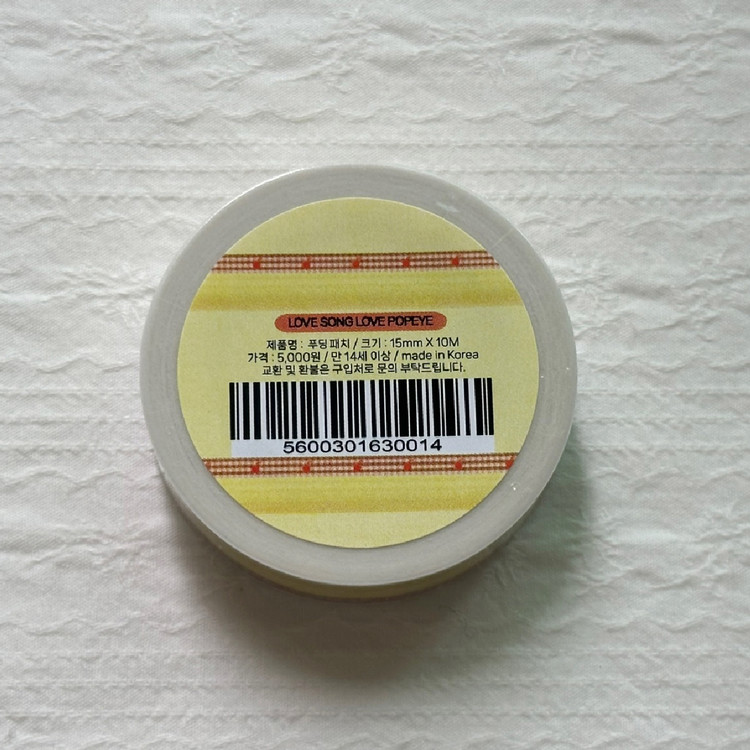 LOVE SONG LOVE POPEYE
제품명 : 푸딩 패치 / 크기 : 15mm X 10M
가격 : 5,000원 / 만 14세 이상 / made in Korea
교환 및 환불은 구입처로 문의 부탁드립니다.
5600301630014